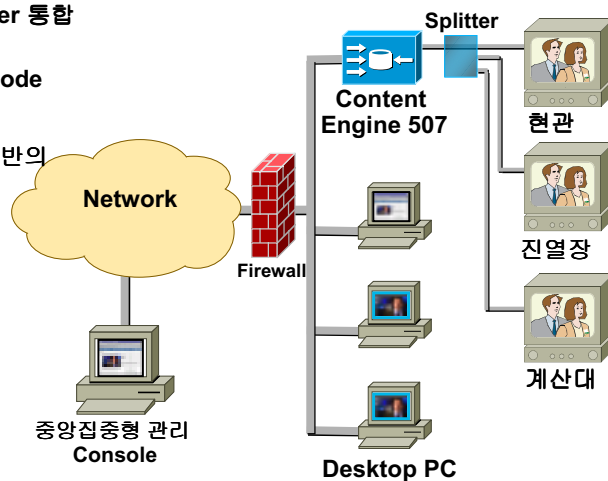 er 통합
ode
반의
Network
Firewall
중앙집중형 관리
Console
Content
Engine 507
Splitter
현관
진열장
계산대
Desktop PC